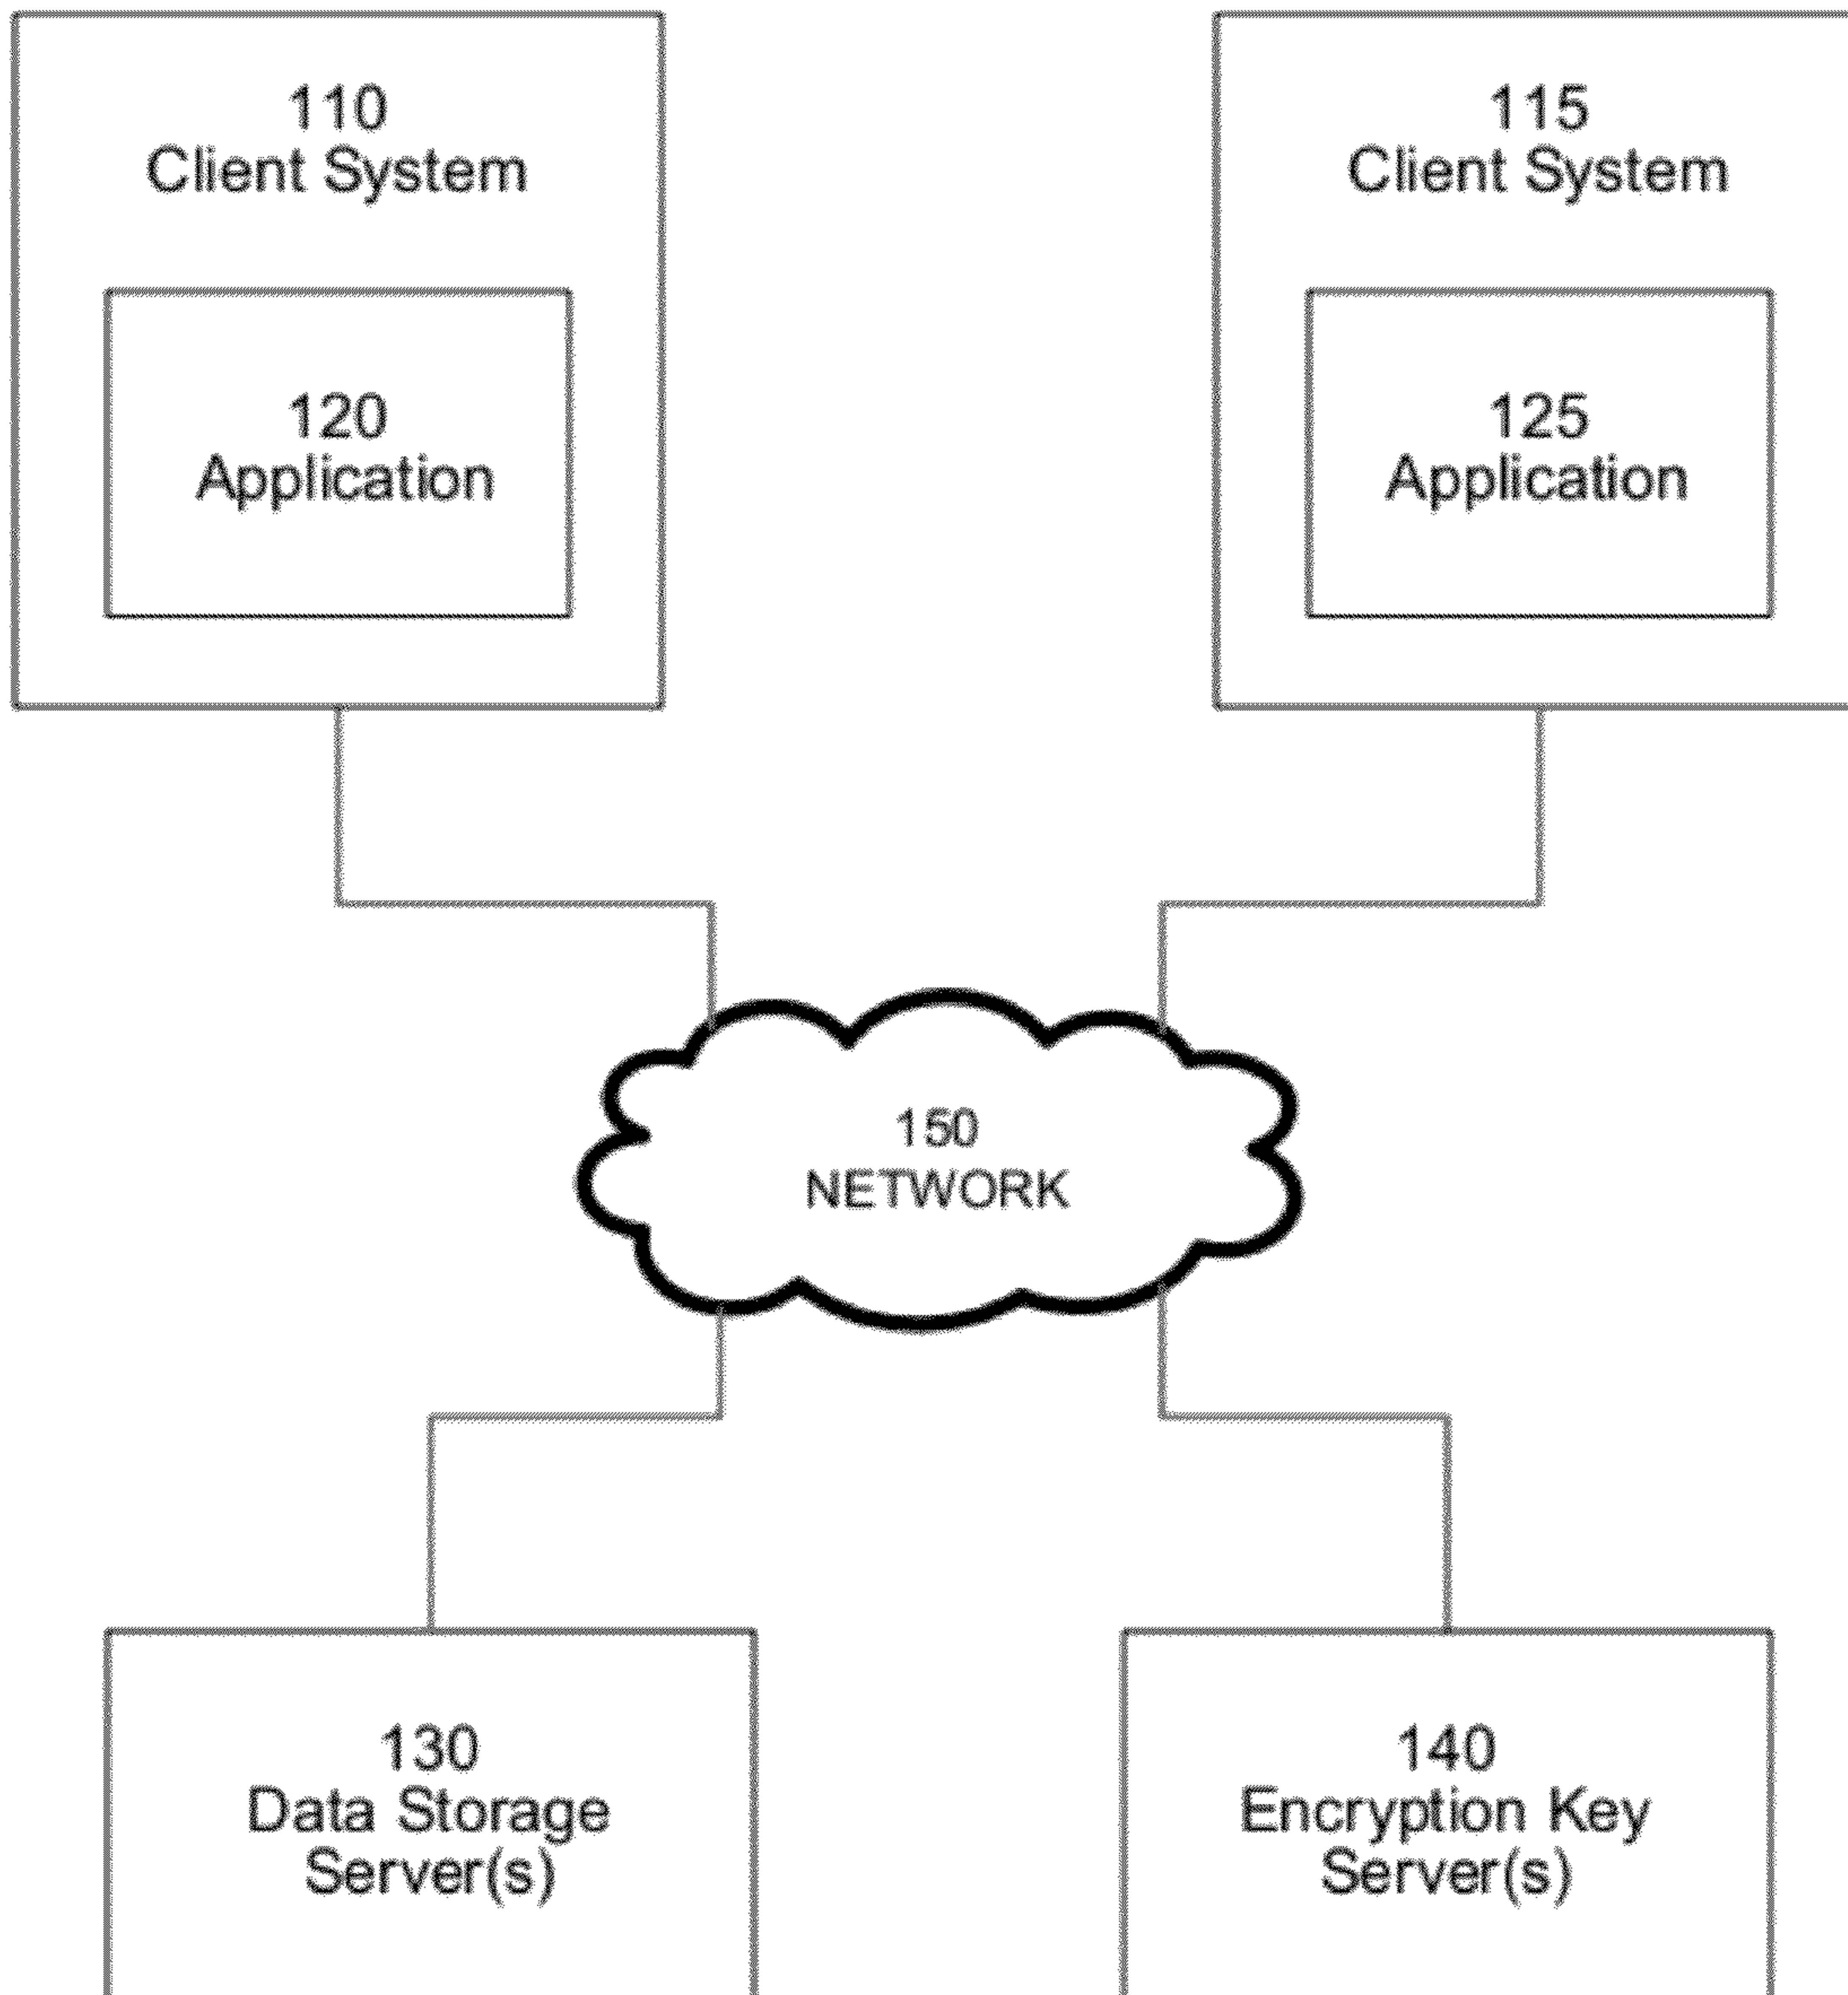 110
Client System
115
Client System
120
Application
125
Application
150
NETWORK
130
Data Storage
Server(s)
140
Encryption Key
Server(s)